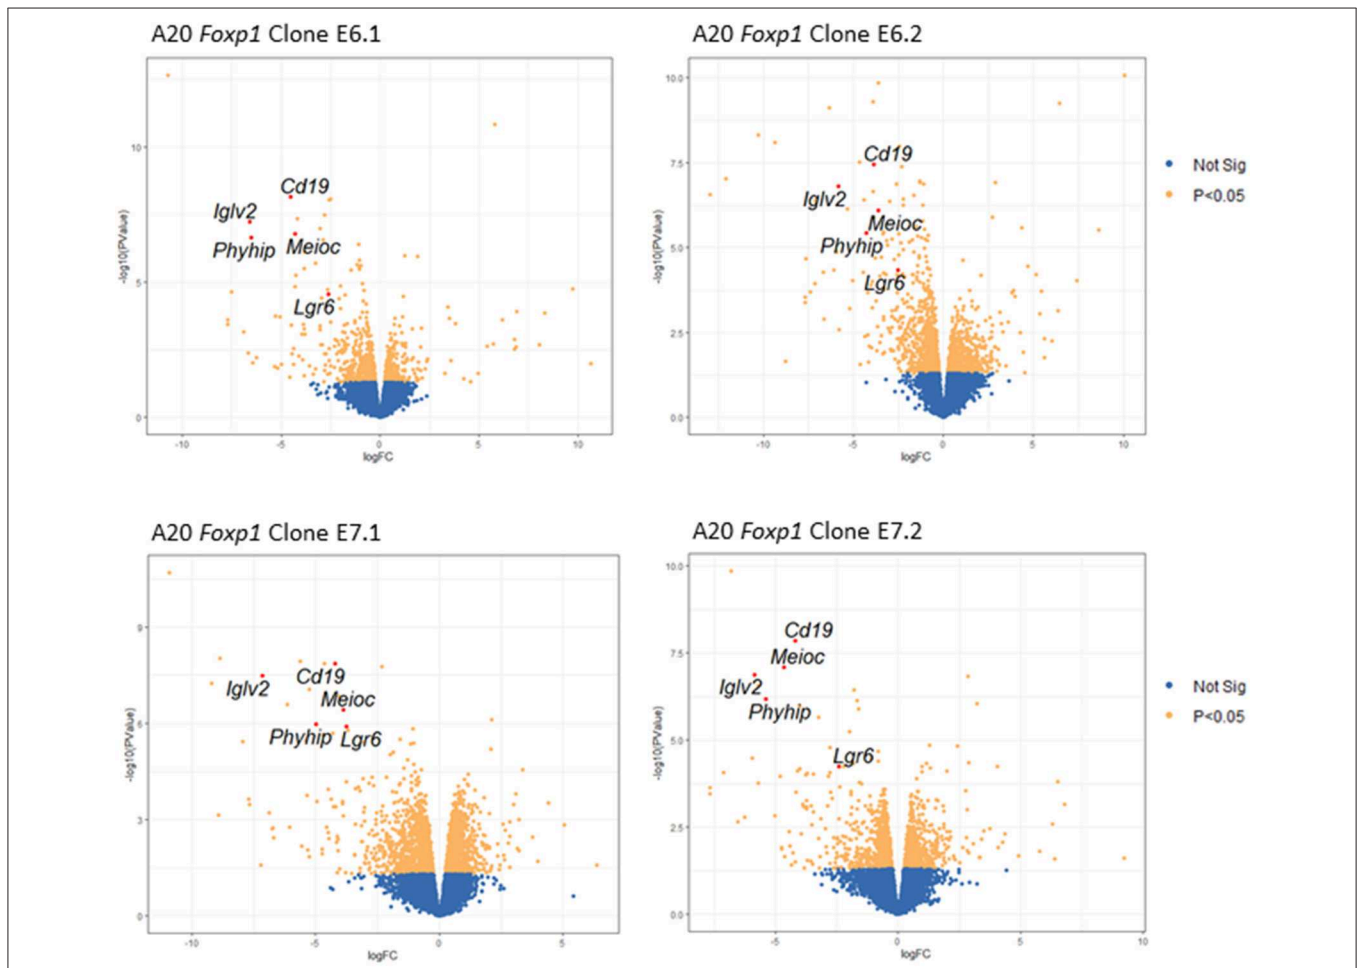 A20 Foxp1 Clone E6.1
A20 Foxp1 Clone E6.2
-log10(PValue)
10
5
0
Cd19
Iglv2
Phyhip
Meioc
Lgr6
-10
-5
0
5
10
logFC
-log10(PValue)
10.0
7.5
5.0
2.5
0.0
Cd19
Iglv2
Meioc
Phyhip
Lgr6
-10
-5
0
5
10
logFC
Not Sig
P<0.05
A20 Foxp1 Clone E7.1
A20 Foxp1 Clone E7.2
-log10(PValue)
9
6
3
0
Cd19
Iglv2
Meioc
Phyhip
Lgr6
-10
-5
0
5
logFC
-log10(PValue)
10.0
7.5
5.0
2.5
0.0
Cd19
Meioc
Iglv2
Phyhip
Lgr6
-5
0
5
10
logFC
Not Sig
P<0.05